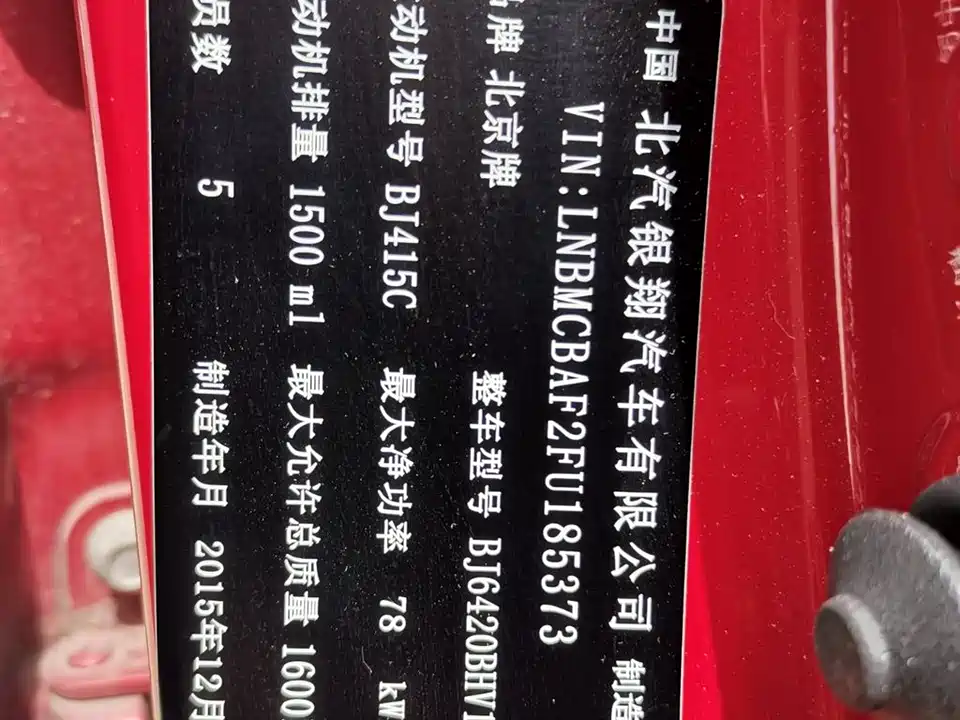 中国 北汽银翔汽车有限公司 制造
VIN:LNBMCBAF2FU185373
品牌 北京牌 整车型号 BJ6420BHV1
动机型号 BJ415C 最大净功率 78 kW
动机排量 1500 ml 最大允许总质量 1600
员数 5 制造年月 2015年12月